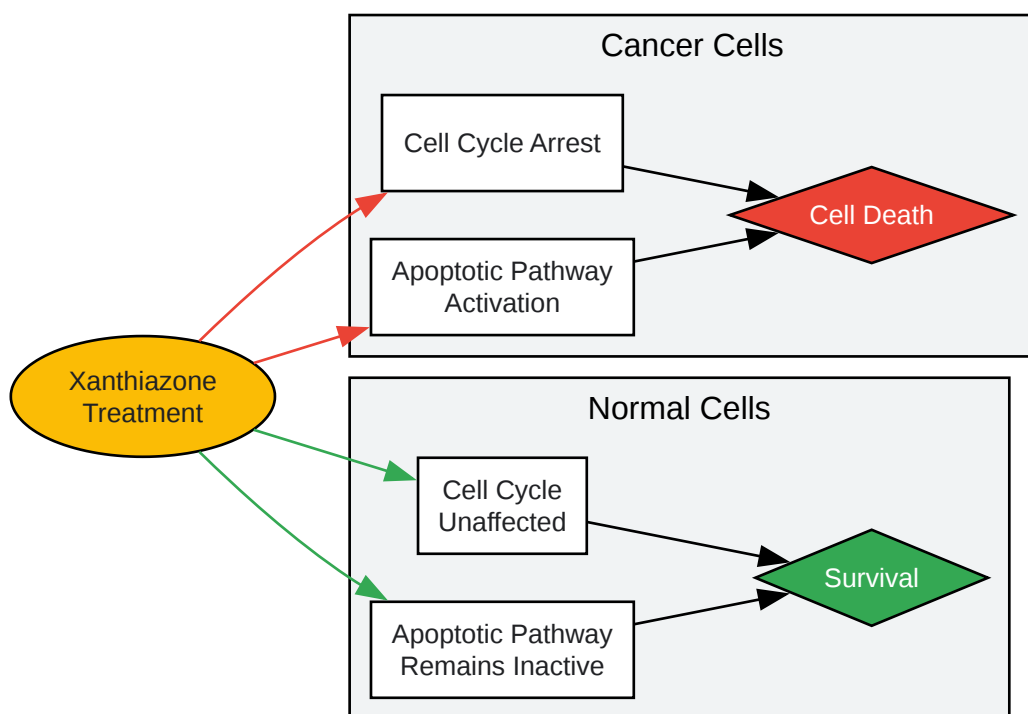 Cancer Cells
Cell Cycle Arrest
Cell Death
Apoptotic Pathway
Activation
Xanthiazone
Treatment
Normal Cells
Cell Cycle
Unaffected
Survival
Apoptotic Pathway
Remains Inactive